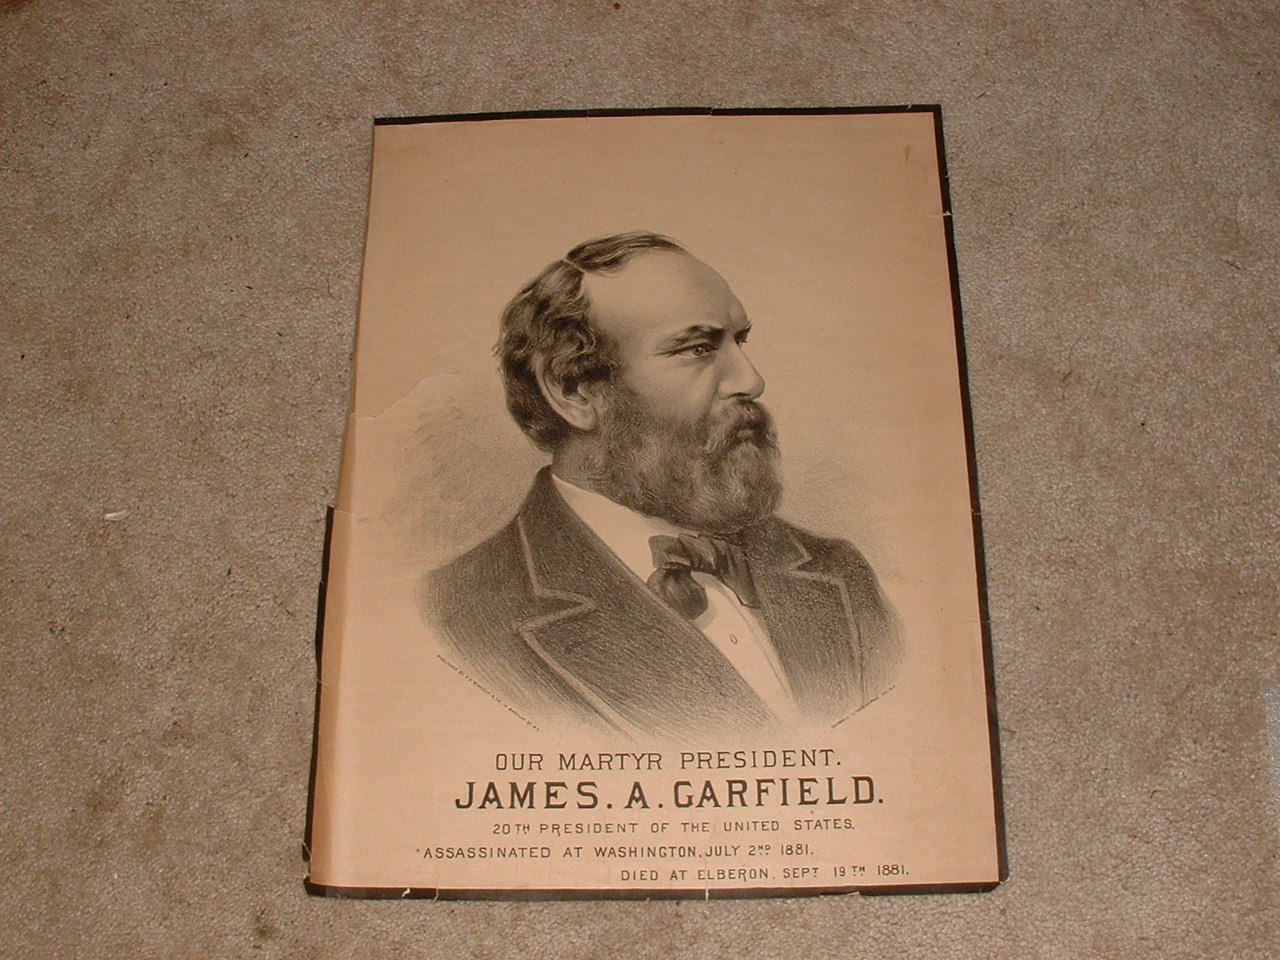 OUR MARTYR PRESIDENT.
JAMES. A. GARFIELD.
20TH PRESIDENT OF THE UNITED STATES.
ASSASSINATED AT WASHINGTON, JULY 2ND 1881.
DIED AT ELBERON, SEPT 19TH 1881.